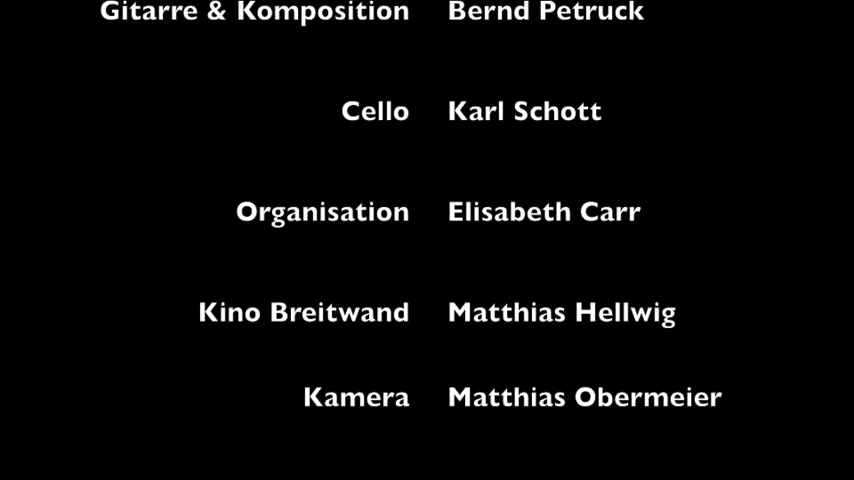 Gitarre & Komposition Bernd Petruck
Cello Karl Schott
Organisation Elisabeth Carr
Kino Breitwand Matthias Hellwig
Kamera Matthias Obermeier